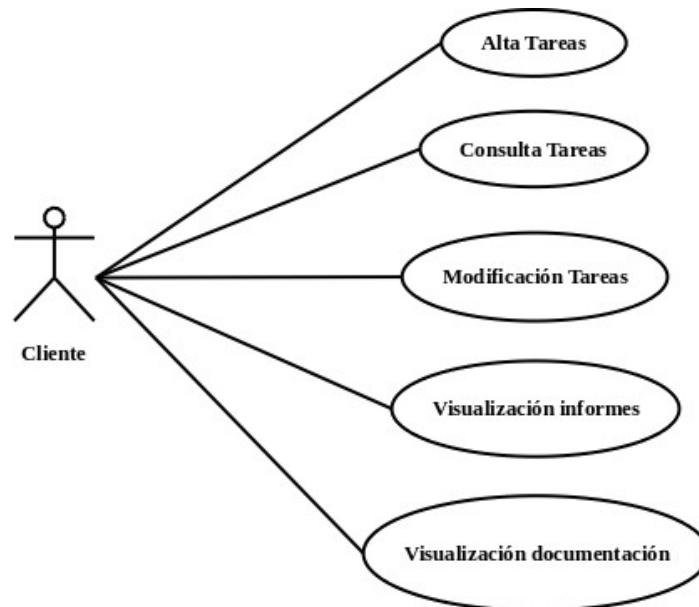 Alta Tareas
Consulta Tareas
Modificación Tareas
Cliente
Visualización informes
Visualización documentación